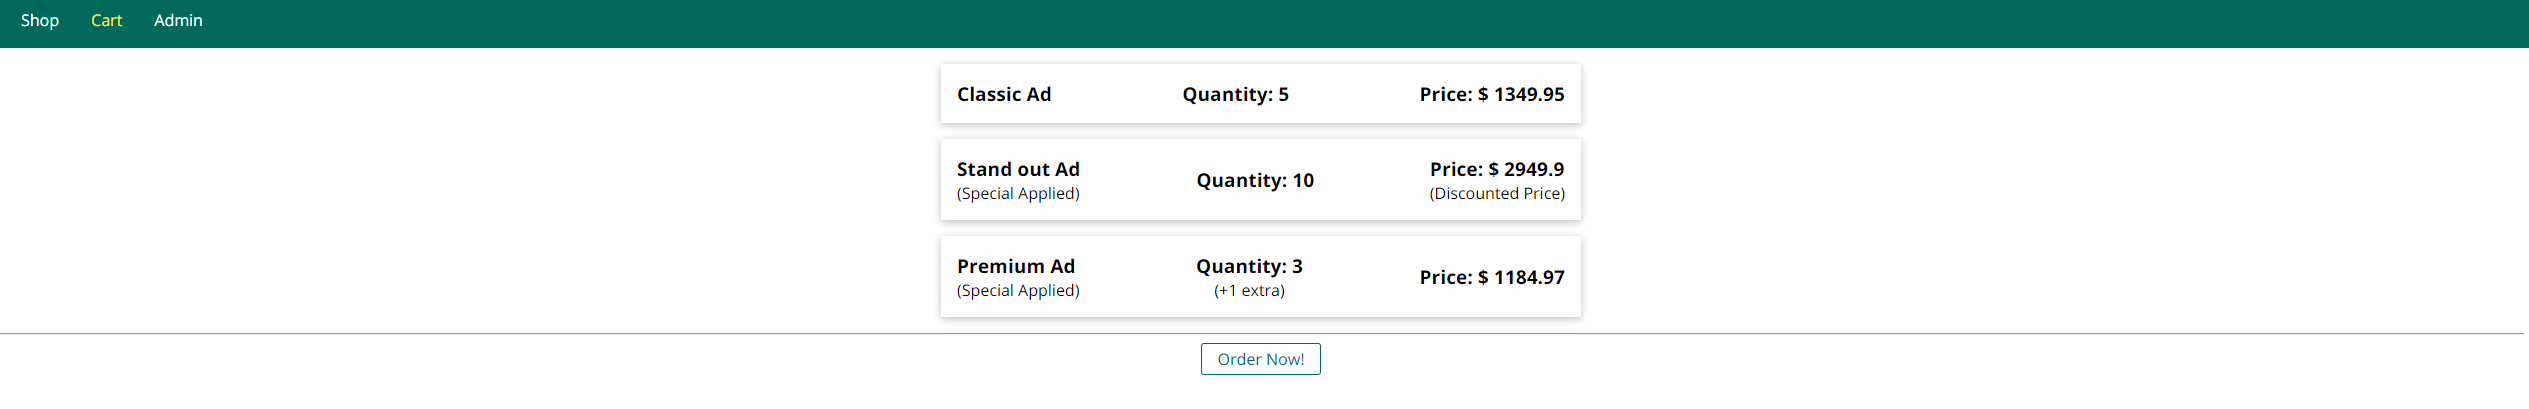 Shop Cart Admin
Classic Ad Quantity: 5 Price: $ 1349.95
Stand out Ad Quantity: 10 Price: $ 2949.9
(Special Applied) (Discounted Price)
Premium Ad Quantity: 3 Price: $ 1184.97
(Special Applied) (+1 extra)
Order Now!